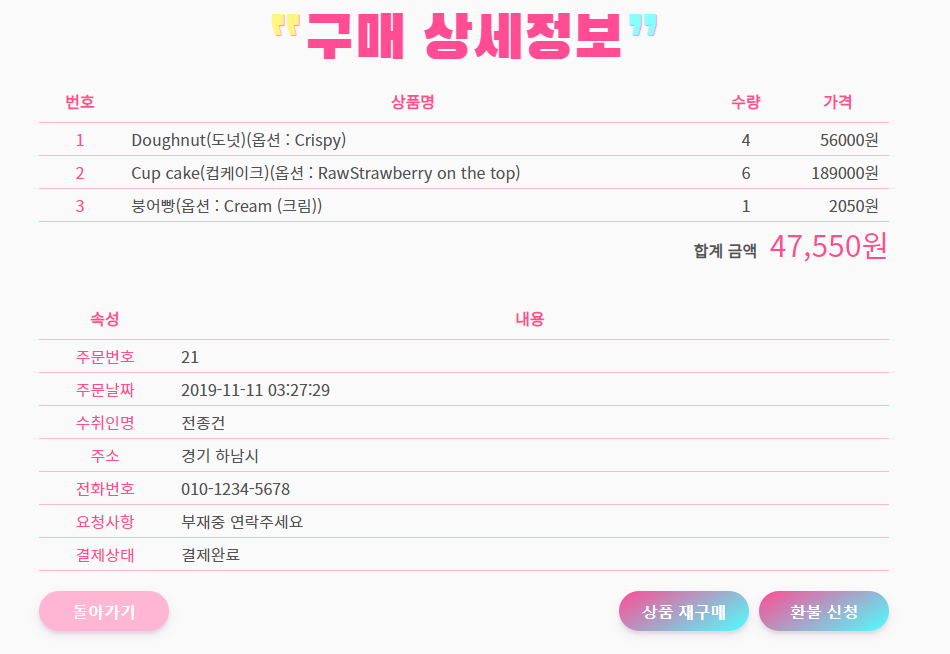 "구매 상세정보"
번호 상품명 수량 가격
1 Doughnut(도넛)(옵션 : Crispy) 4 56000원
2 Cup cake(컵케이크)(옵션 : RawStrawberry on the top) 6 189000원
3 붕어빵(옵션 : Cream (크림)) 1 2050원
합계 금액 47,550원
속성 내용
주문번호 21
주문날짜 2019-11-11 03:27:29
수취인명 전종건
주소 경기 하남시
전화번호 010-1234-5678
요청사항 부재중 연락주세요
결제상태 결제완료
돌아가기 상품 재구매 환불 신청